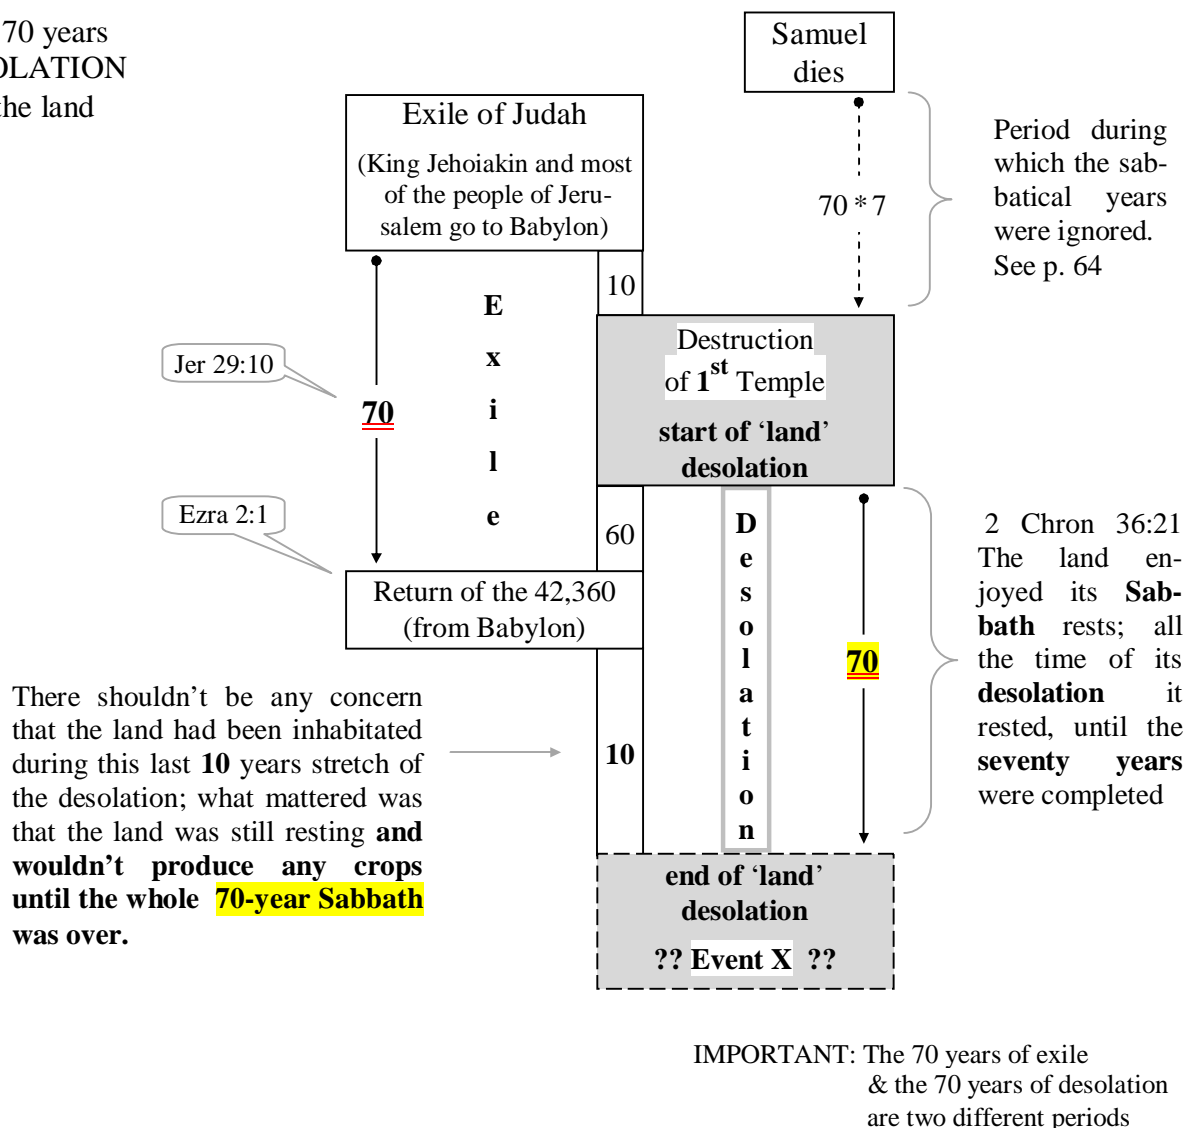 70 years
OLATION
the land
Samuel
dies
Exile of Judah
(King Jehoiakin and most
of the people of Jeru-
salem go to Babylon)
Period during
which the sab-
batical years
were ignored.
See p. 64
70 * 7
10
E
x
i
l
e
Jer 29:10
70
Destruction
of 1st Temple
start of ‘land’
desolation
Ezra 2:1
60
D
e
s
o
l
a
t
i
o
n
2 Chron 36:21
The land en-
joyed its Sab-
bath rests; all
the time of its
desolation it
rested, until the
seventy years
were completed
Return of the 42,360
(from Babylon)
70
There shouldn’t be any concern
that the land had been inhabitated
during this last 10 years stretch of
the desolation; what mattered was
that the land was still resting and
wouldn’t produce any crops
until the whole 70-year Sabbath
was over.
10
end of ‘land’
desolation
?? Event X ??
IMPORTANT: The 70 years of exile
& the 70 years of desolation
are two different periods